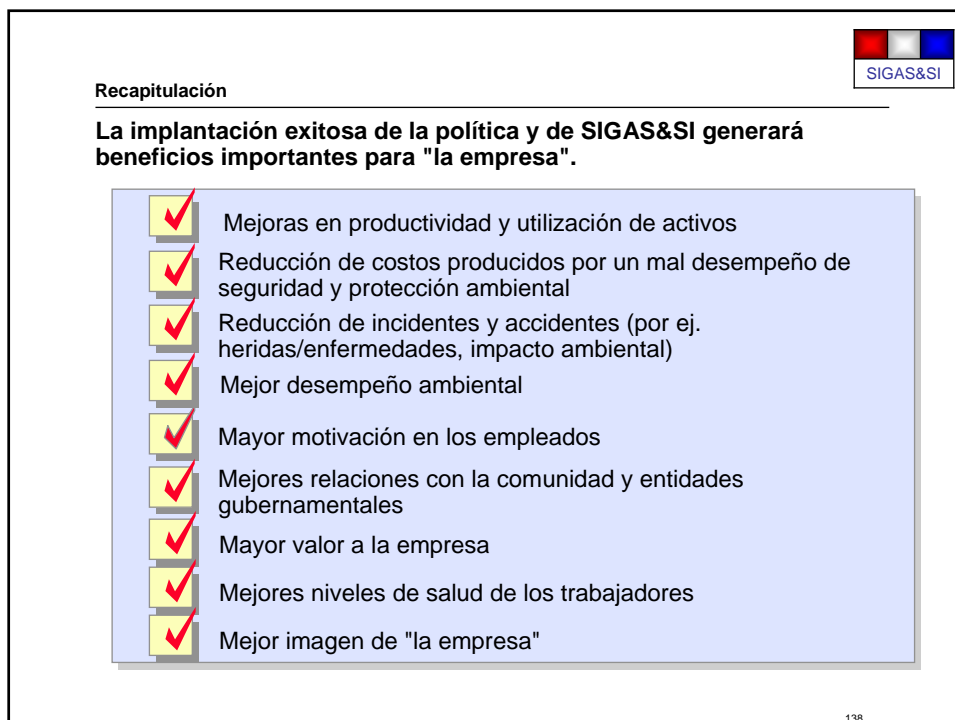 SIGAS&SI
Recapitulación
La implantación exitosa de la política y de SIGAS&SI generará
beneficios importantes para "la empresa".
Mejoras en productividad y utilización de activos
Reducción de costos producidos por un mal desempeño de
seguridad y protección ambiental
Reducción de incidentes y accidentes (por ej.
heridas/enfermedades, impacto ambiental)
Mejor desempeño ambiental
Mayor motivación en los empleados
Mejores relaciones con la comunidad y entidades
gubernamentales
Mayor valor a la empresa
Mejores niveles de salud de los trabajadores
Mejor imagen de "la empresa"
138